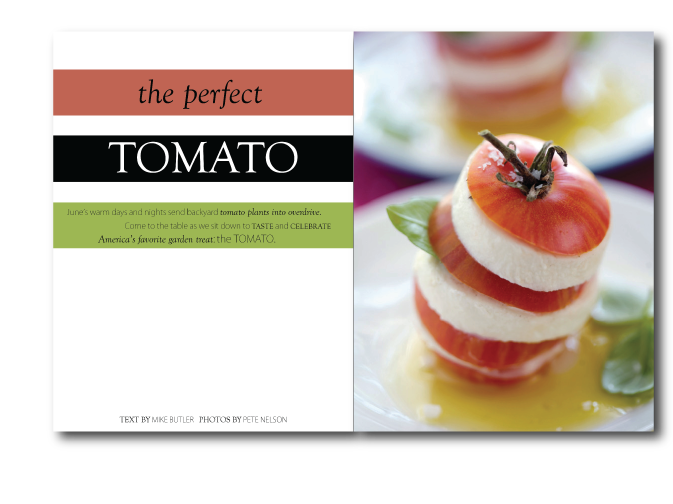 the perfect
TOMATO
June's warm days and nights send backyard tomato plants into overdrive.
Come to the table as we sit down to TASTE and CELEBRATE
America's favorite garden treat: the TOMATO.
TEXT BY MIKE BUTLER PHOTOS BY PETE NELSON